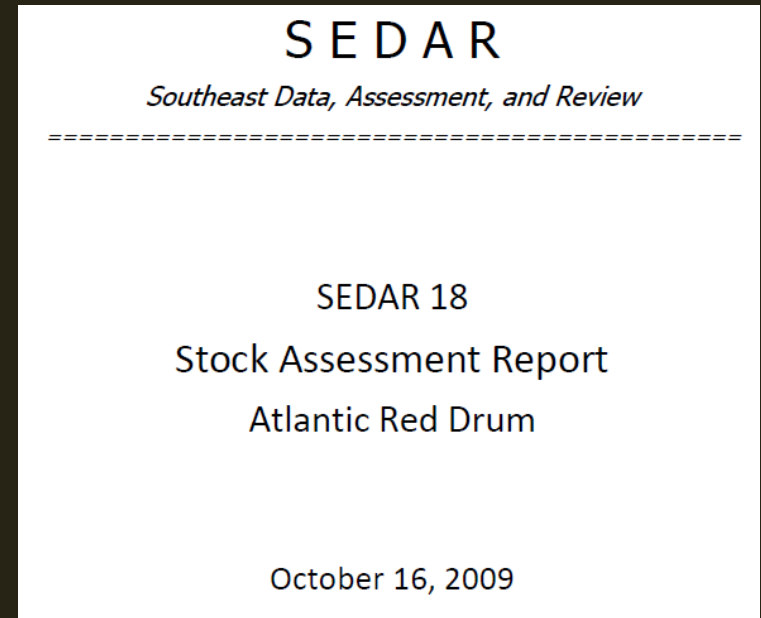 S E D A R
Southeast Data, Assessment, and Review
=============================================
SEDAR 18
Stock Assessment Report
Atlantic Red Drum
October 16, 2009